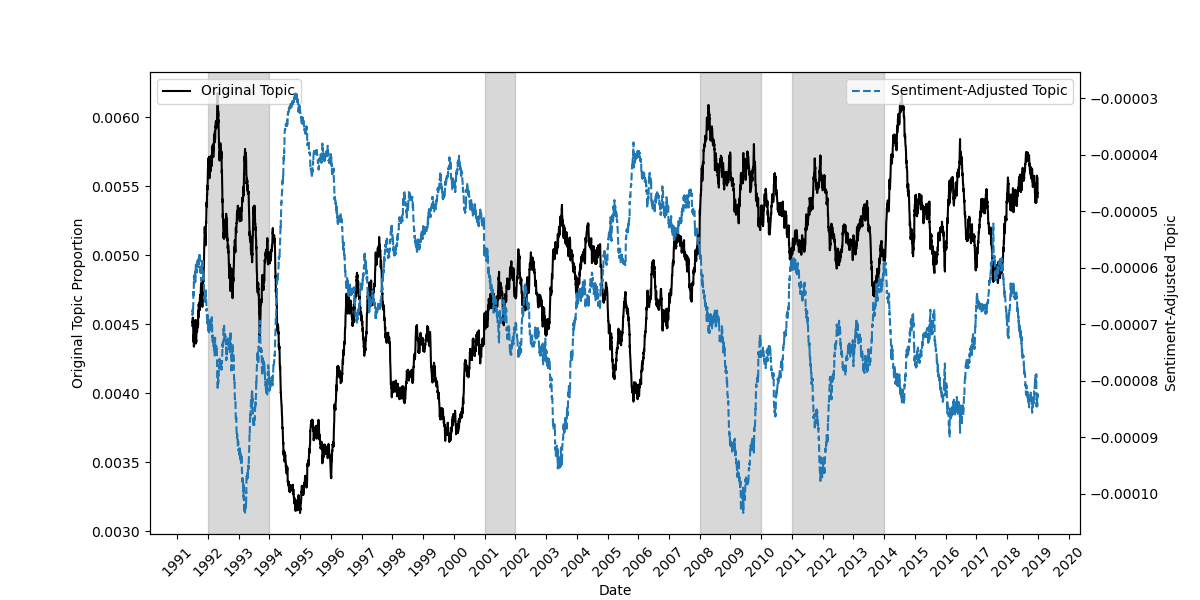 Original Topic
Sentiment-Adjusted Topic
0.0060
0.0055
0.0050
0.0045
0.0040
0.0035
0.0030
Original Topic Proportion
−0.00003
−0.00004
−0.00005
−0.00006
−0.00007
−0.00008
−0.00009
−0.00010
Sentiment-Adjusted Topic
1991 1992 1993 1994 1995 1996 1997 1998 1999 2000 2001 2002 2003 2004 2005 2006 2007 2008 2009 2010 2011 2012 2013 2014 2015 2016 2017 2018 2019 2020
Date